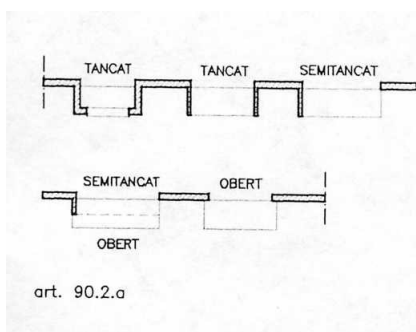 TANCAT TANCAT SEMITANCAT
SEMITANCAT OBERT
OBERT
art. 90.2.a